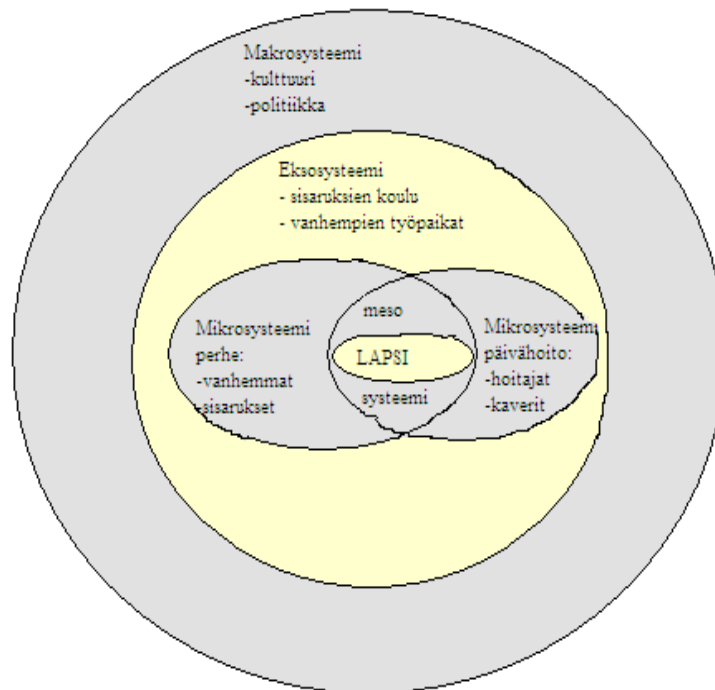 Makrosysteemi
-kulttuuri
-politiikka
Eksosysteemi
- sisaruksien koulu
- vanhempien työpaikat
Mikrosysteemi
perhe:
-vanhemmat
-sisarukset
meso
LAPSI
systeemi
Mikrosysteemi
päivähoito:
-hoitajat
-kaverit